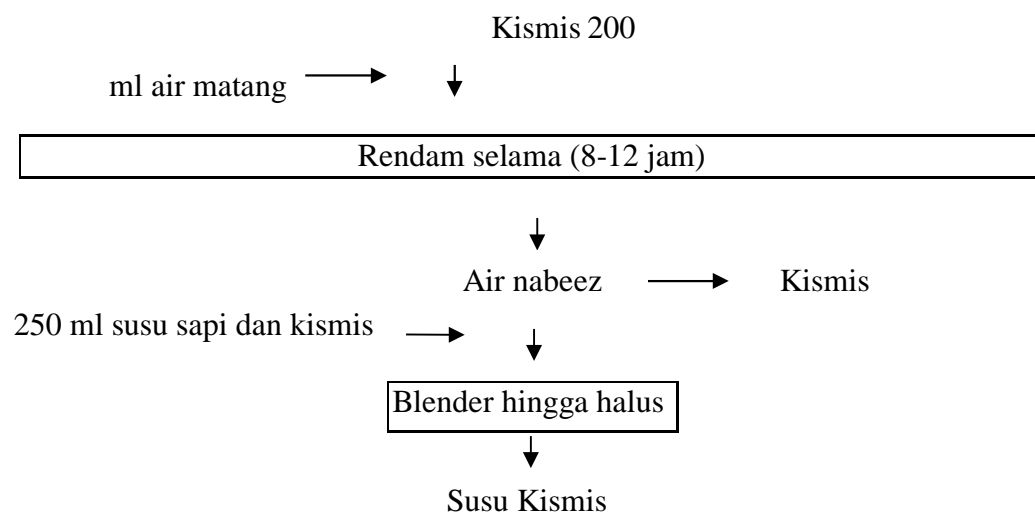 Kismis 200
ml air matang
Rendam selama (8-12 jam)
Air nabeez
Kismis
250 ml susu sapi dan kismis
Blender hingga halus
Susu Kismis